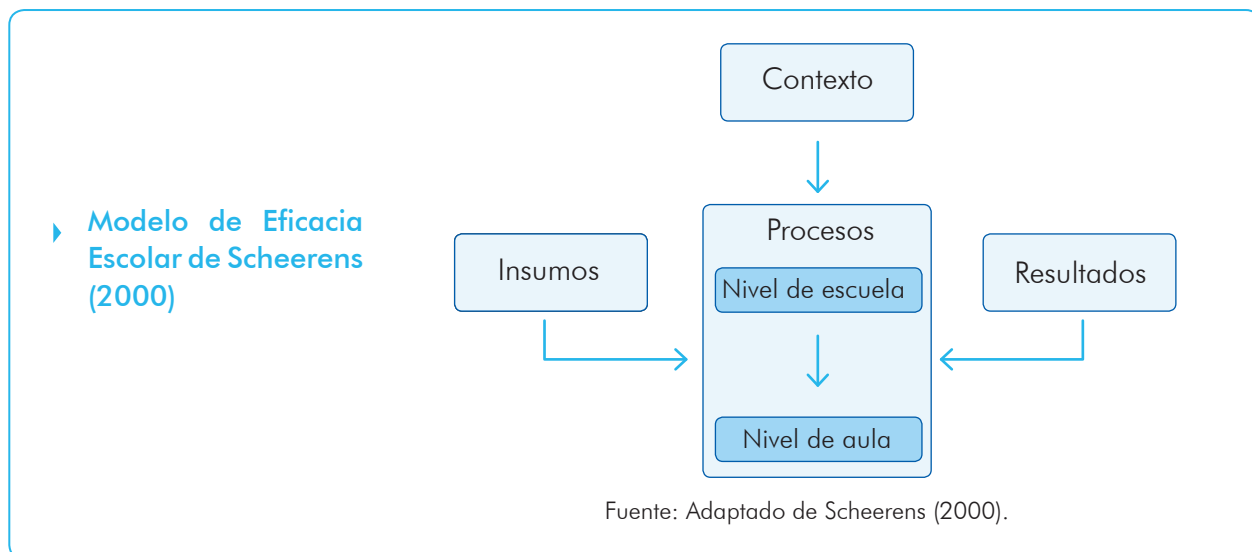 Modelo de Eficacia
Escolar de Scheerens
(2000)
Contexto
Insumos
Procesos
Nivel de escuela
Nivel de aula
Resultados
Fuente: Adaptado de Scheerens (2000).